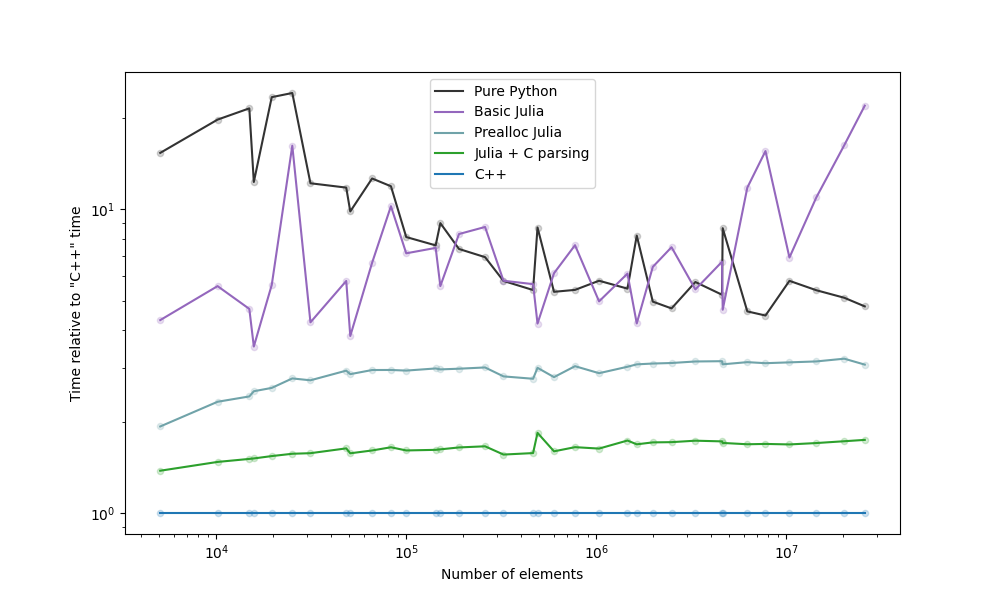 Pure Python
Basic Julia
Prealloc Julia
Julia + C parsing
C++
Time relative to "C++" time
10¹
10⁰
10⁴
10⁵
10⁶
10⁷
Number of elements